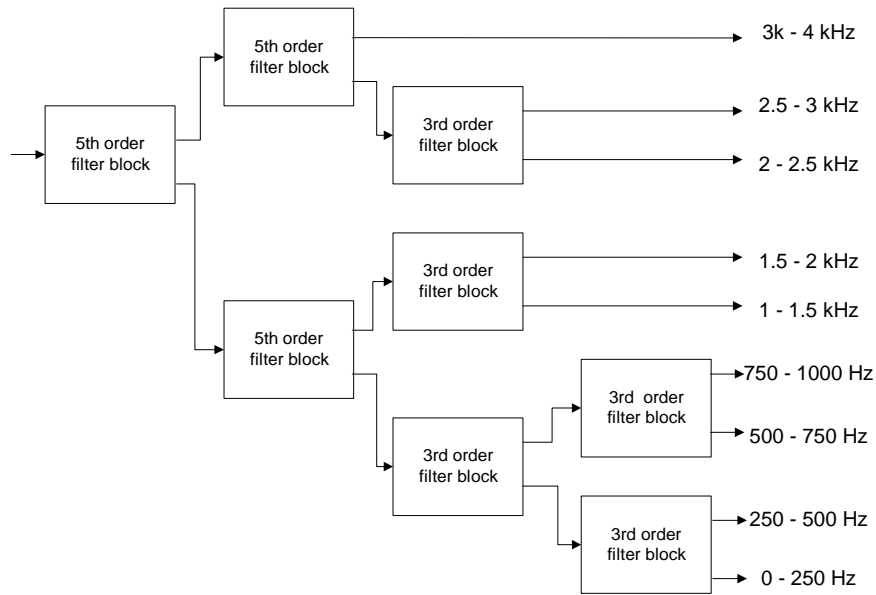 5th order
filter block
3k - 4 kHz
5th order
filter block
3rd order
filter block
2.5 - 3 kHz
2 - 2.5 kHz
3rd order
filter block
1.5 - 2 kHz
1 - 1.5 kHz
5th order
filter block
3rd order
filter block
750 - 1000 Hz
500 - 750 Hz
3rd order
filter block
3rd order
filter block
250 - 500 Hz
0 - 250 Hz